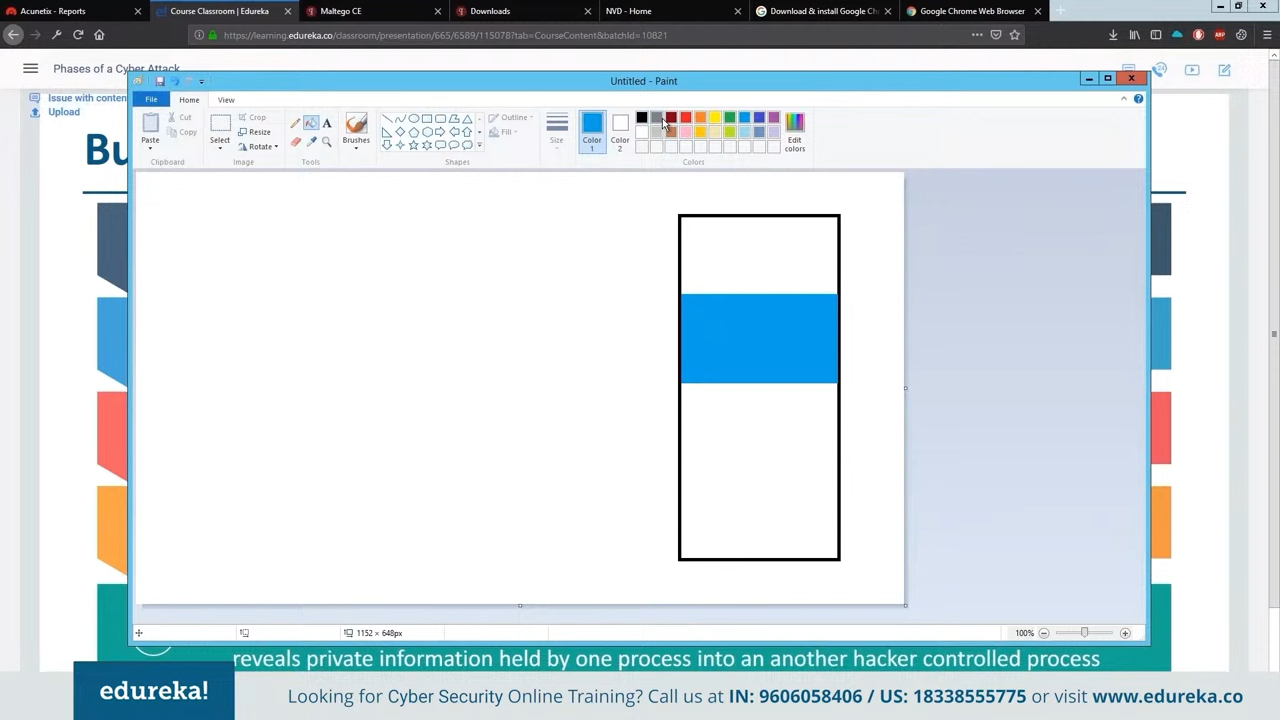 Acunetix - Reports
Course Classroom | Edureka
Maltego CE
Downloads
NVD - Home
Download & install Google Ch
Google Chrome Web Browser
https://learning.edureka.co/classroom/presentation/665/6589/115078?tab=CourseContent&batchId=10821
Phases of a Cyber Attack
Issue with conten
Upload
Bu
Untitled - Paint
File
Home
View
Paste
Cut
Copy
Clipboard
Select
Crop
Resize
Rotate
Image
A
Tools
Brushes
Outline
Fill
Shapes
Size
Color 1
Color 2
Edit colors
Colors
1152 × 648px
100%
reveals private information held by one process into an another hacker controlled process
edureka!
Looking for Cyber Security Online Training? Call us at IN: 9606058406 / US: 18338555775 or visit www.edureka.co